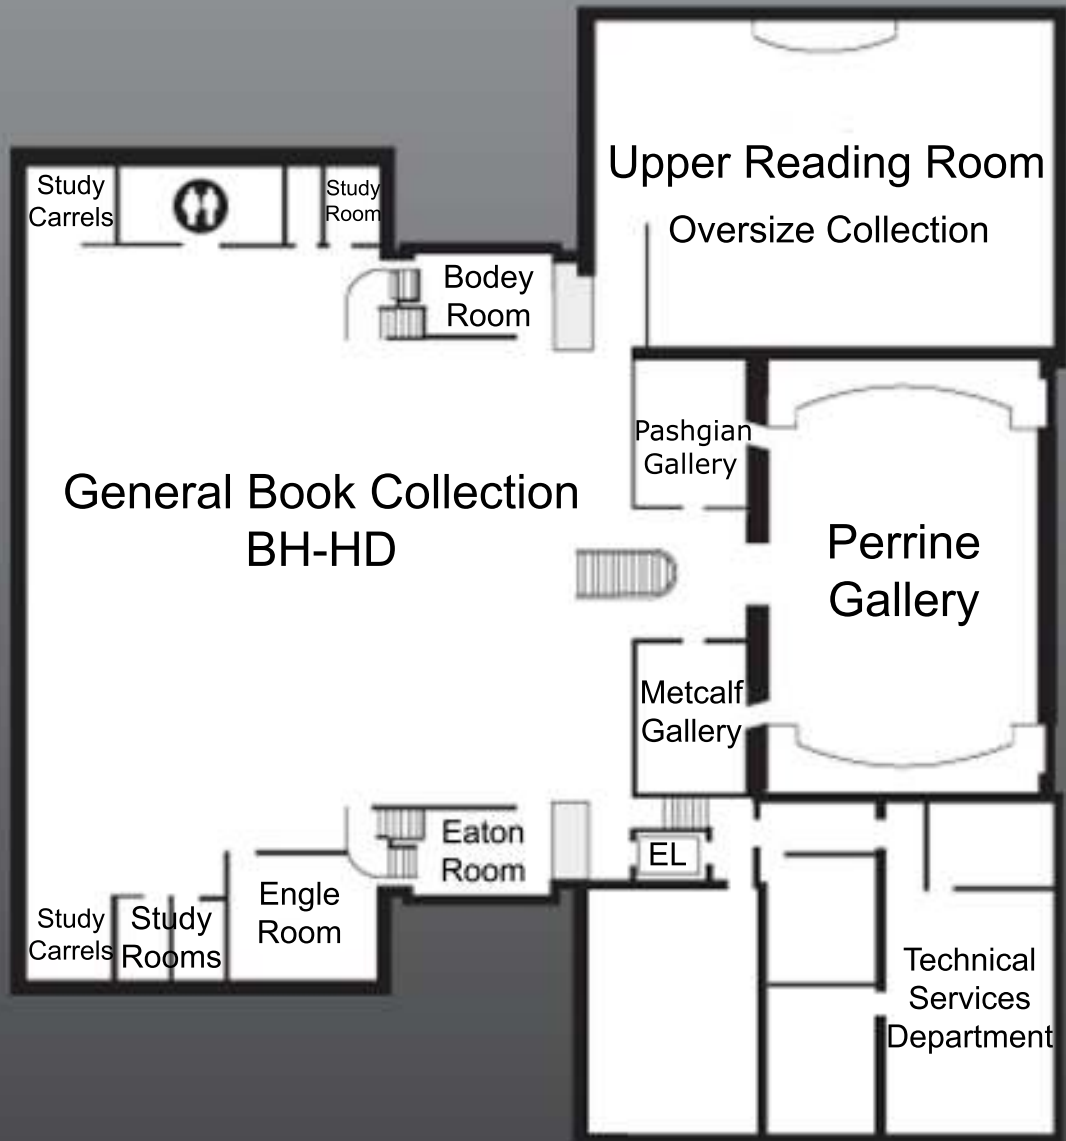 Upper Reading Room
Oversize Collection
Study
Carrels
Study
Room
Bodey
Room
Pashgian
Gallery
General Book Collection
BH-HD
Perrine
Gallery
Metcalf
Gallery
Eaton
Room
EL
Engle
Room
Study
Carrels
Study
Rooms
Technical
Services
Department